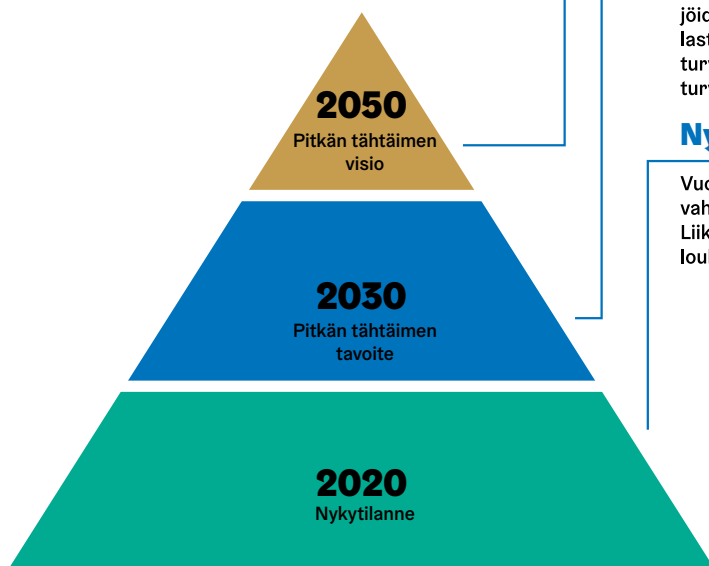 2050
Pitkän tähtäimen
visio
2030
Pitkän tähtäimen
tavoite
2020
Nykytilanne